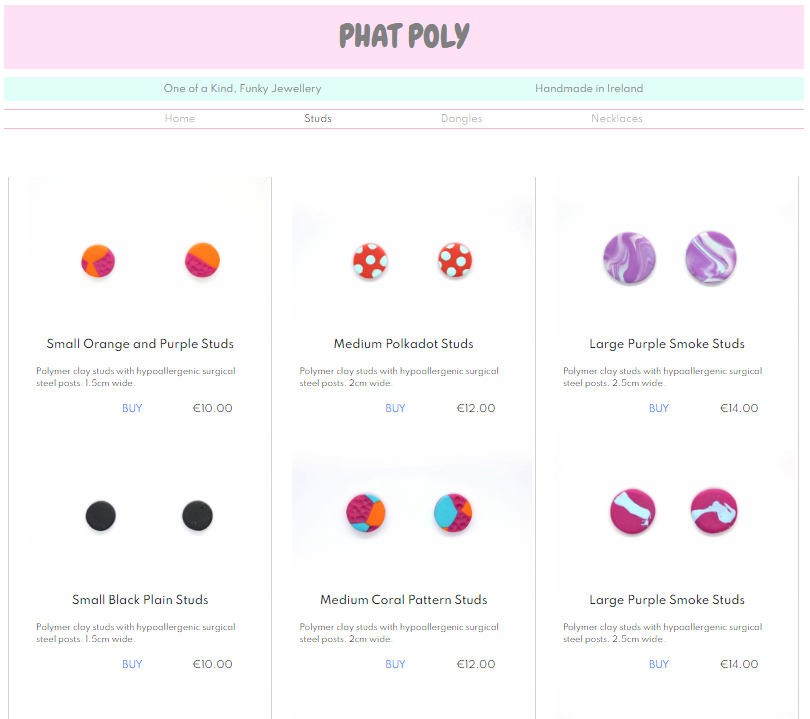 PHAT POLY
One of a Kind, Funky Jewellery
Handmade in Ireland
Home
Studs
Dangles
Necklaces
Small Orange and Purple Studs
Polymer clay studs with hypoallergenic surgical
steel posts. 1.5cm wide.
BUY
€10.00
Medium Polkadot Studs
Polymer clay studs with hypoallergenic surgical
steel posts. 2cm wide.
BUY
€12.00
Large Purple Smoke Studs
Polymer clay studs with hypoallergenic surgical
steel posts. 2.5cm wide.
BUY
€14.00
Small Black Plain Studs
Polymer clay studs with hypoallergenic surgical
steel posts. 1.5cm wide.
BUY
€10.00
Medium Coral Pattern Studs
Polymer clay studs with hypoallergenic surgical
steel posts. 2cm wide.
BUY
€12.00
Large Purple Smoke Studs
Polymer clay studs with hypoallergenic surgical
steel posts. 2.5cm wide.
BUY
€14.00